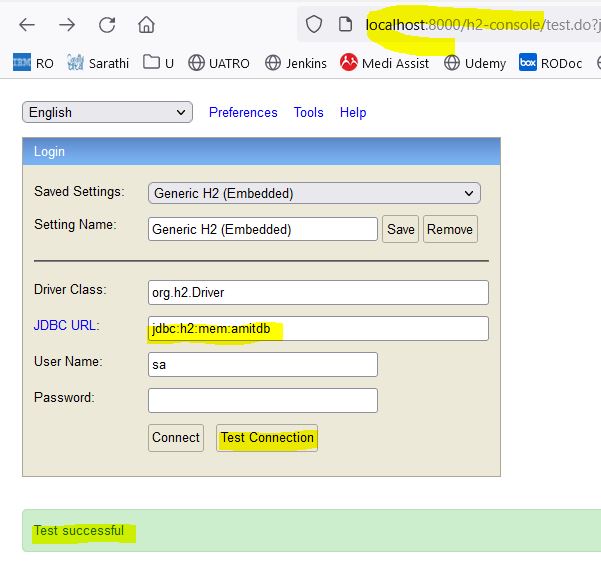 localhost:8000/h2-console/test.do?j
IBM RO Sarathi U UATRO Jenkins Medi Assist Udemy box RODoc
English Preferences Tools Help
Login
Saved Settings: Generic H2 (Embedded)
Setting Name: Generic H2 (Embedded) Save Remove
Driver Class: org.h2.Driver
JDBC URL: jdbc:h2:mem:amitdb
User Name: sa
Password:
Connect Test Connection
Test successful